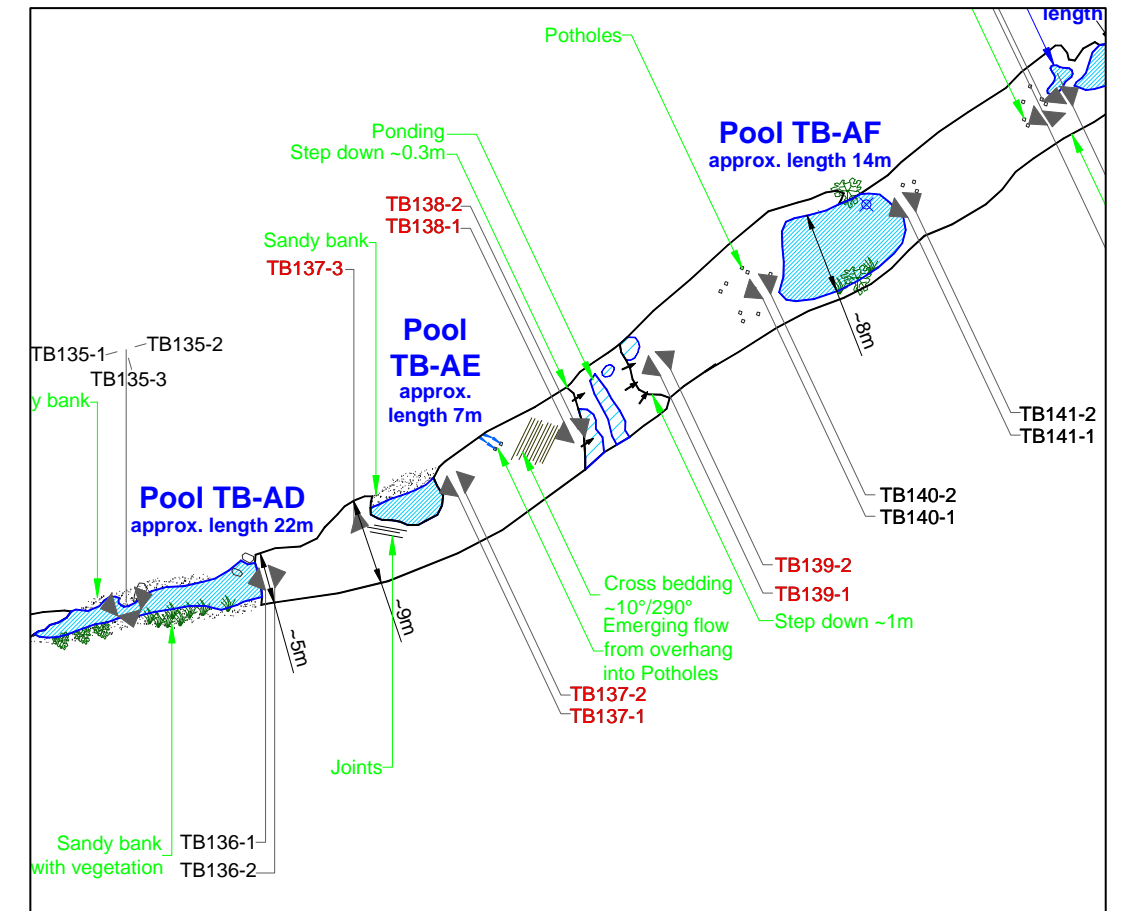 length
Potholes
Pool TB-AF
approx. length 14m
Ponding
Step down ~0.3m
TB138-2
TB138-1
Sandy bank
TB137-3
Pool
TB-AE
approx.
length 7m
~8m
TB135-1
TB135-2
TB135-3
y bank
TB141-2
TB141-1
Pool TB-AD
approx. length 22m
TB140-2
TB140-1
TB139-2
TB139-1
Step down ~1m
Cross bedding
~10°/290°
Emerging flow
from overhang
into Potholes
~9m
~5m
TB137-2
TB137-1
Joints
Sandy bank
with vegetation
TB136-1
TB136-2